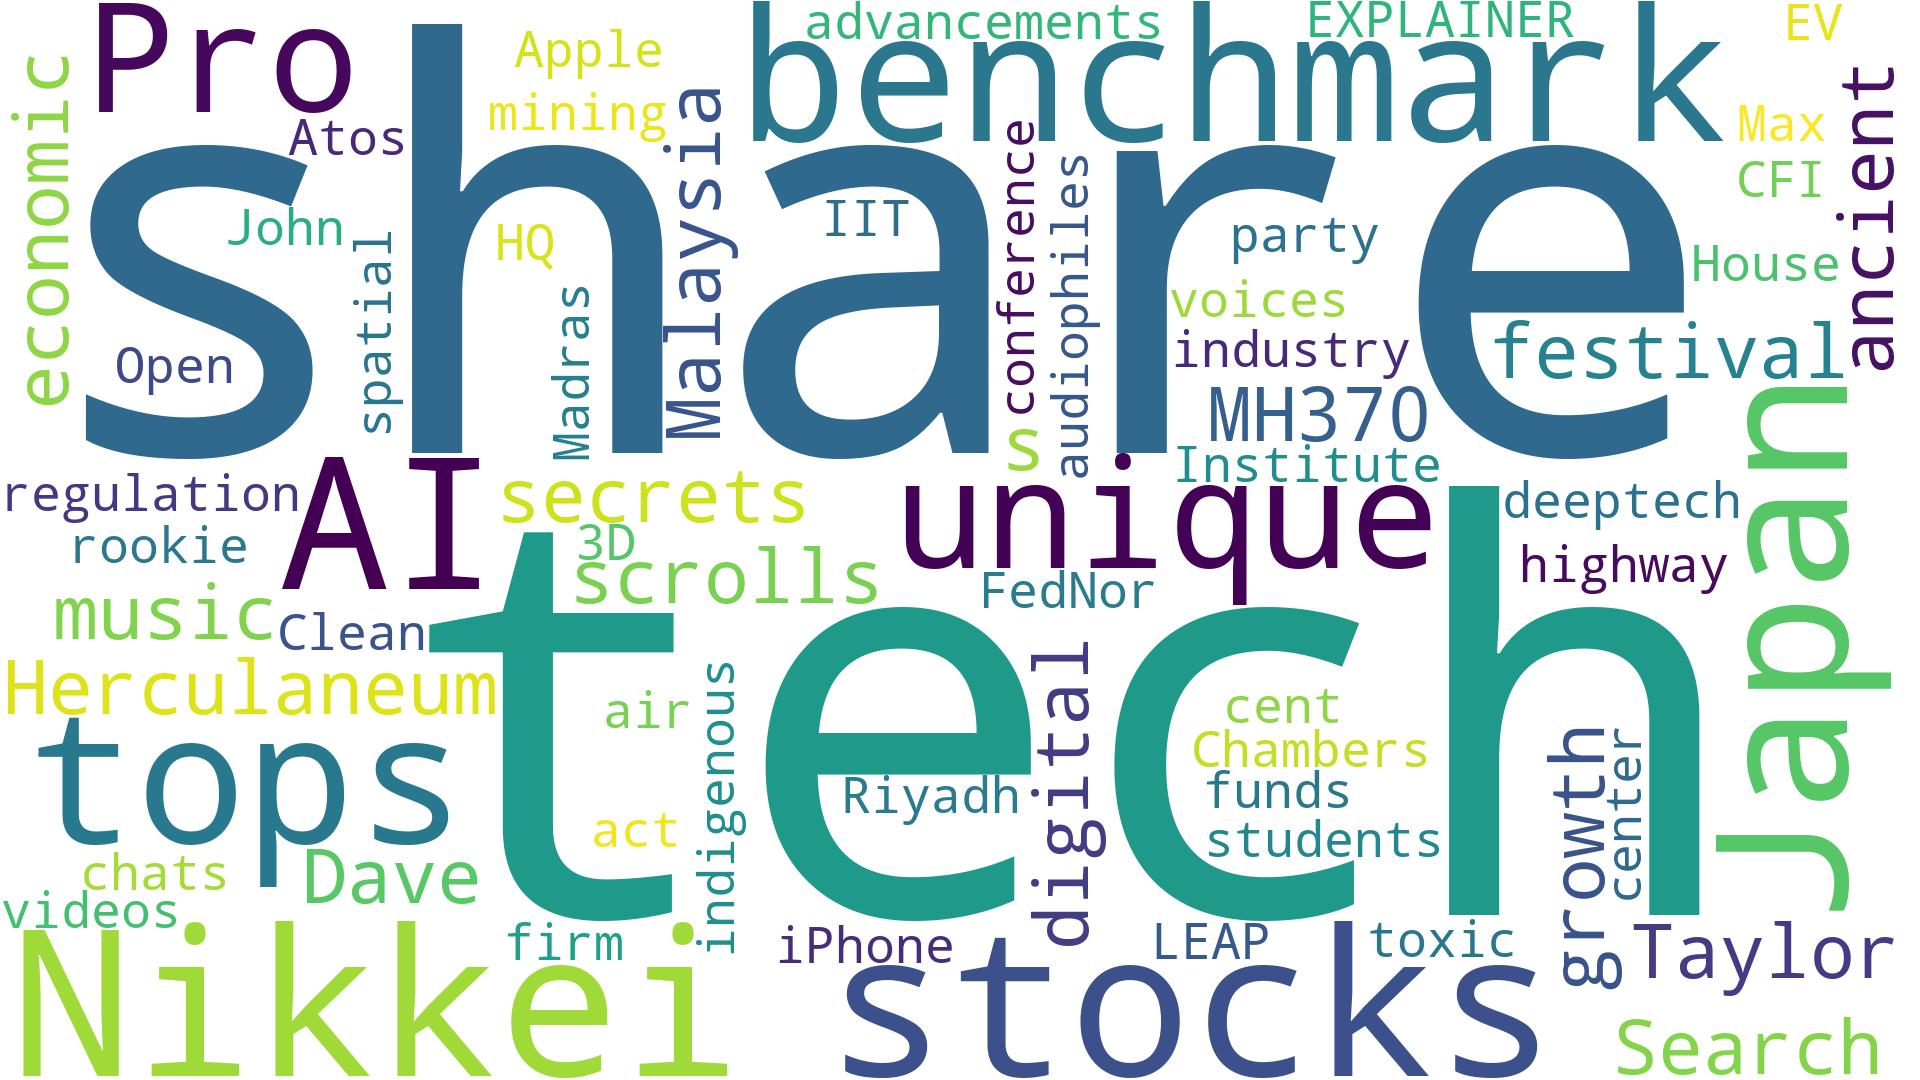 Pro
Apple
advancements
EXPLAINER
EV
benchmark
mining
Atos
economic
Malaysia
Max
ancient
share
John
HQ
IIT
conference
audiophiles
party
CFI
House
spatial
Madras
voices
industry
Open
festival
MH370
s
Institute
regulation
AI
secrets
unique
deeptech
Japan
rookie
3D
scrolls
FedNor
highway
music
Clean
tech
Herculaneum
air
indigenous
digital
cent
Chambers
growth
center
tops
Riyadh
funds
act
students
chats
Dave
videos
Nikkei
firm
iPhone
LEAP
toxic
Taylor
stocks
Search